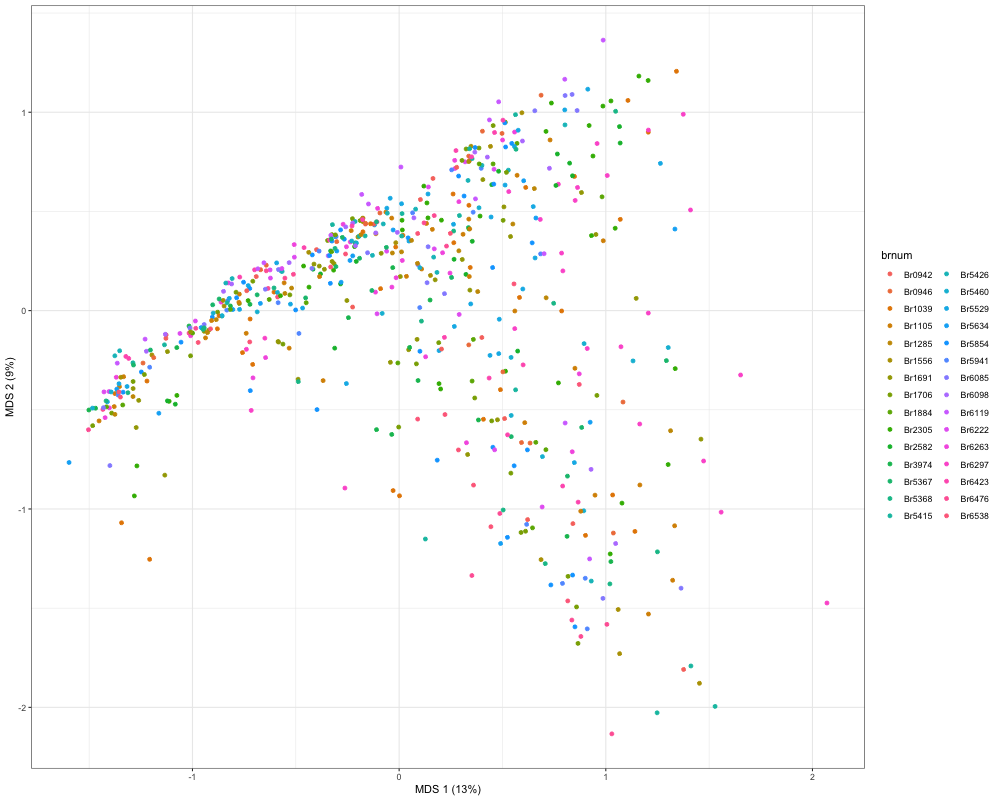 1
0
-1
-2
MDS 2 (9%)
-1
0
1
2
MDS 1 (13%)
brnum
Br0942
Br0946
Br1039
Br1105
Br1285
Br1556
Br1691
Br1706
Br1884
Br2305
Br2582
Br3974
Br5367
Br5368
Br5415
Br5426
Br5460
Br5529
Br5634
Br5854
Br5941
Br6085
Br6098
Br6119
Br6222
Br6263
Br6297
Br6423
Br6476
Br6538